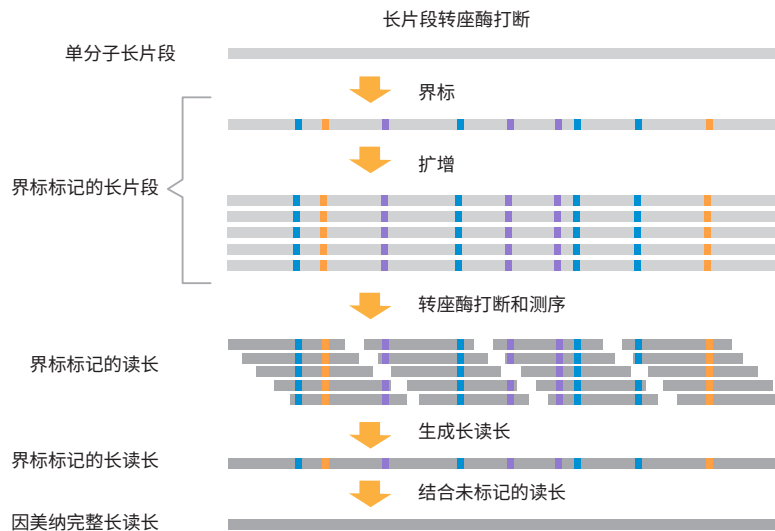 长片段转座酶打断
单分子长片段
界标
界标标记的长片段
扩增
转座酶打断和测序
界标标记的读长
生成长读长
界标标记的长读长
结合未标记的读长
因美纳完整长读长